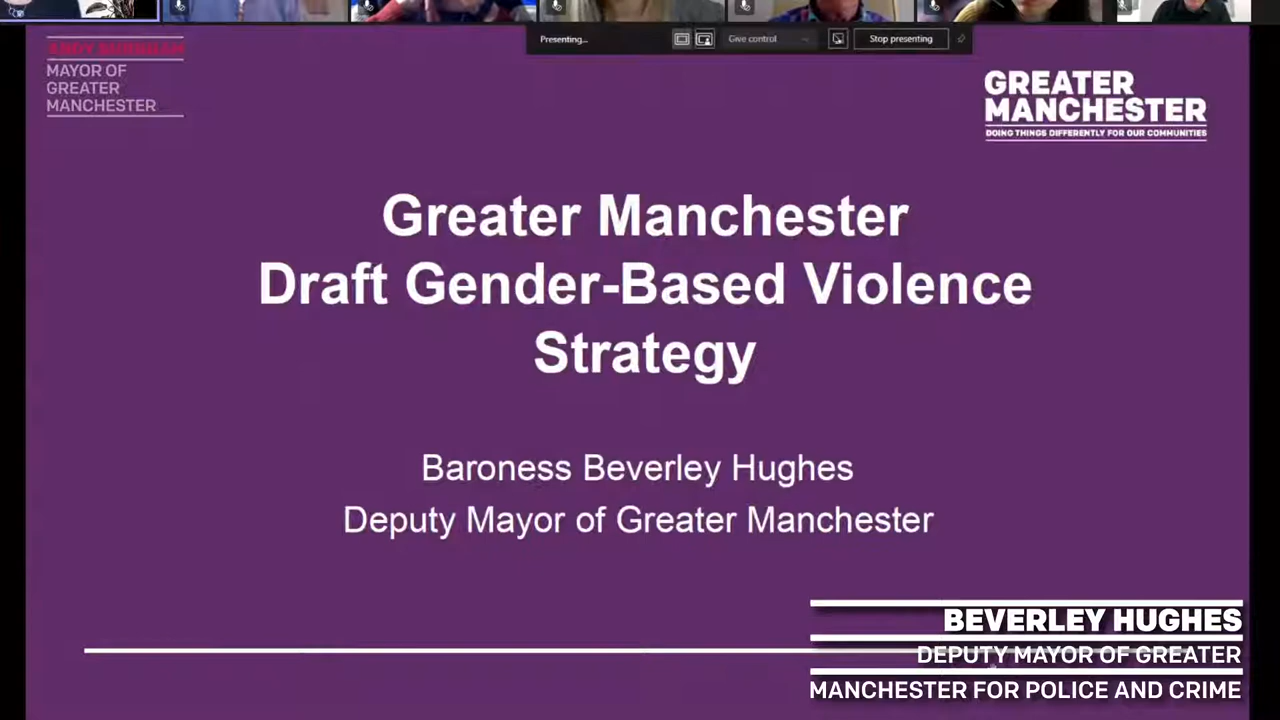 Presenting...
Give control
Stop presenting
ANDY BURNHAM
MAYOR OF
GREATER
MANCHESTER
GREATER
MANCHESTER
DOING THINGS DIFFERENTLY FOR OUR COMMUNITIES
Greater Manchester
Draft Gender-Based Violence
Strategy
Baroness Beverley Hughes
Deputy Mayor of Greater Manchester
BEVERLEY HUGHES
DEPUTY MAYOR OF GREATER
MANCHESTER FOR POLICE AND CRIME